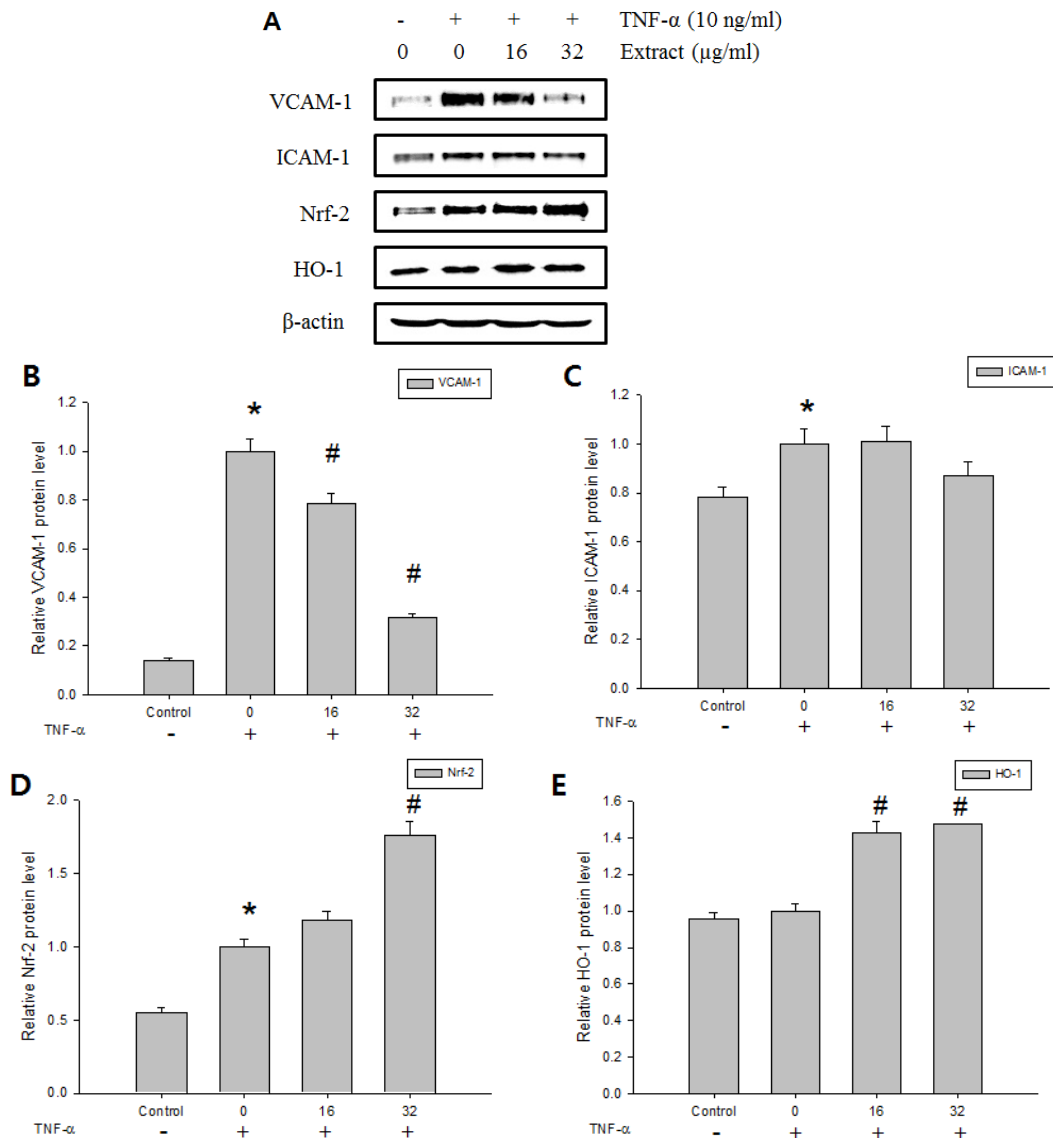 A
- + + + TNF-α (10 ng/ml)
0 0 16 32 Extract (μg/ml)
VCAM-1
ICAM-1
Nrf-2
HO-1
β-actin
B
VCAM-1
1.2
1.0
0.8
0.6
0.4
0.2
0.0
Relative VCAM-1 protein level
*
#
#
Control 0 16 32
TNF-α - + + +
C
ICAM-1
1.2
1.0
0.8
0.6
0.4
0.2
0.0
Relative ICAM-1 protein level
*
Control 0 16 32
TNF-α - + + +
D
Nrf-2
2.0
1.5
1.0
0.5
0.0
Relative Nrf-2 protein level
*
#
Control 0 16 32
TNF-α - + + +
E
HO-1
1.6
1.4
1.2
1.0
0.8
0.6
0.4
0.2
0.0
Relative HO-1 protein level
# #
Control 0 16 32
TNF-α - + + +